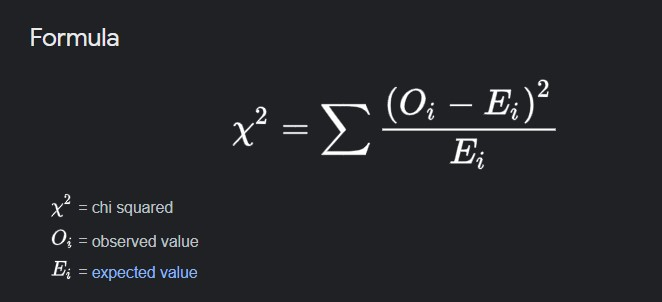 Formula
χ² = ∑ (Oᵢ − Eᵢ)² / Eᵢ
χ² = chi squared
Oᵢ = observed value
Eᵢ = expected value